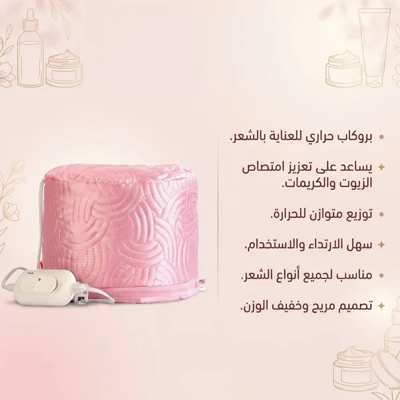 بروكاب حراري للعناية بالشعر.
يساعد على تعزيز امتصاص
الزيوت والكريمات.
توزيع متوازن للحرارة.
سهل الارتداء والاستخدام.
مناسب لجميع أنواع الشعر.
تصميم مريح وخفيف الوزن.